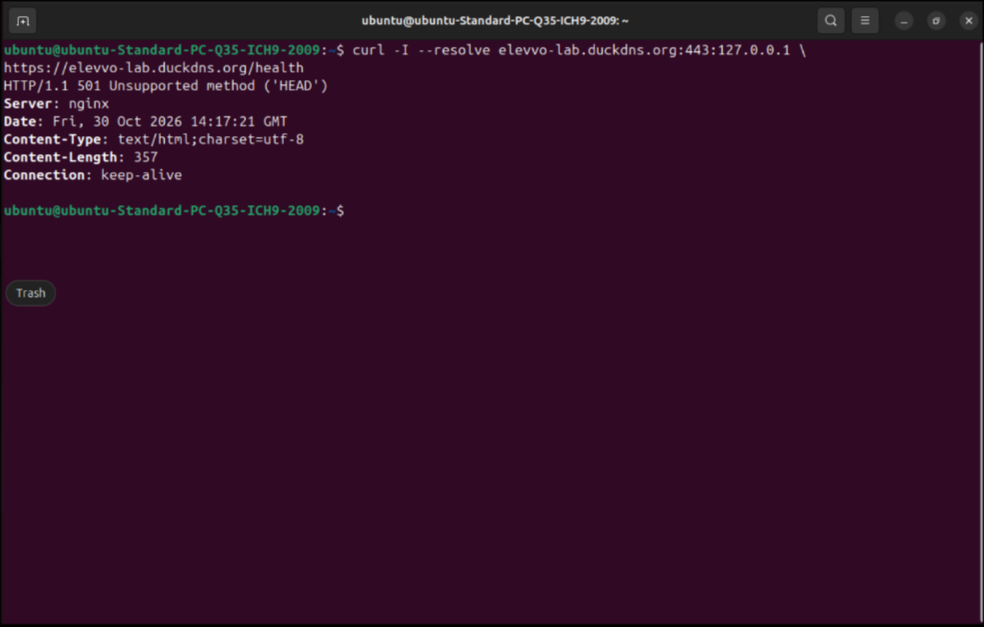 ubuntu@ubuntu-Standard-PC-Q35-ICH9-2009: ~
ubuntu@ubuntu-Standard-PC-Q35-ICH9-2009:~$ curl -I --resolve elevvo-lab.duckdns.org:443:127.0.0.1 \
https://elevvo-lab.duckdns.org/health
HTTP/1.1 501 Unsupported method ('HEAD')
Server: nginx
Date: Fri, 30 Oct 2026 14:17:21 GMT
Content-Type: text/html;charset=utf-8
Content-Length: 357
Connection: keep-alive
ubuntu@ubuntu-Standard-PC-Q35-ICH9-2009:~$
Trash